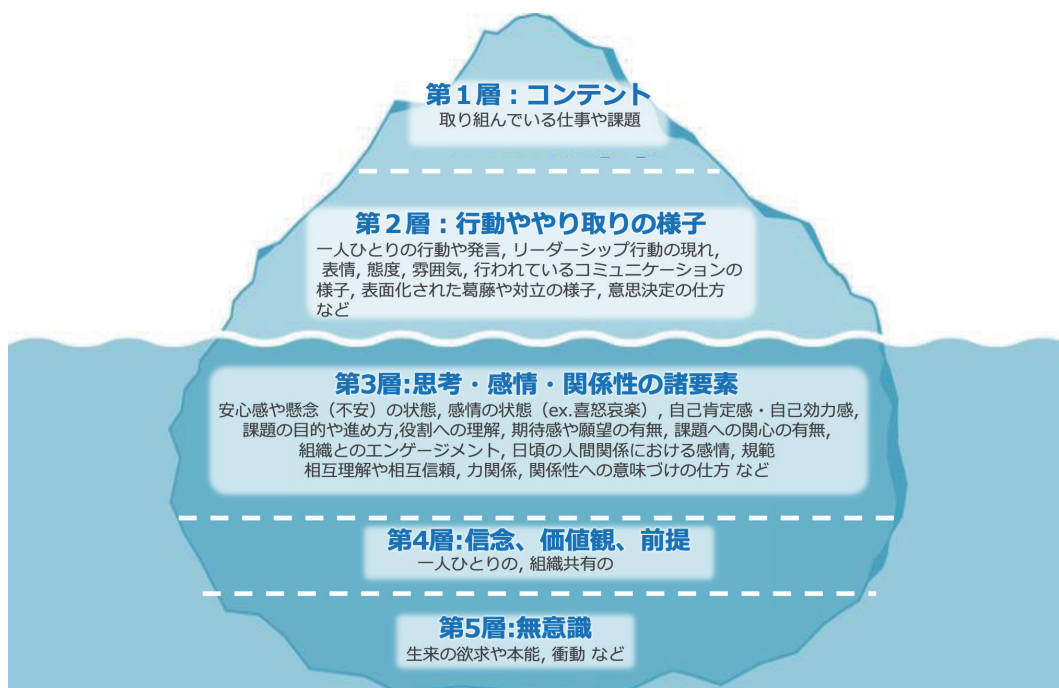 第１層：コンテント
取り組んでいる仕事や課題
第２層：行動ややり取りの様子
一人ひとりの行動や発言, リーダーシップ行動の現れ,
表情, 態度, 雰囲気, 行われているコミュニケーションの
様子, 表面化された葛藤や対立の様子, 意思決定の仕方
など
第3層:思考・感情・関係性の諸要素
安心感や懸念（不安）の状態, 感情の状態（ex.喜怒哀楽）, 自己肯定感・自己効力感,
課題の目的や進め方,役割への理解, 期待感や願望の有無, 課題への関心の有無,
組織とのエンゲージメント, 日頃の人間関係における感情, 規範
相互理解や相互信頼, 力関係, 関係性への意味づけの仕方 など
第4層:信念、価値観、前提
一人ひとりの, 組織共有の
第5層:無意識
生来の欲求や本能, 衝動 など